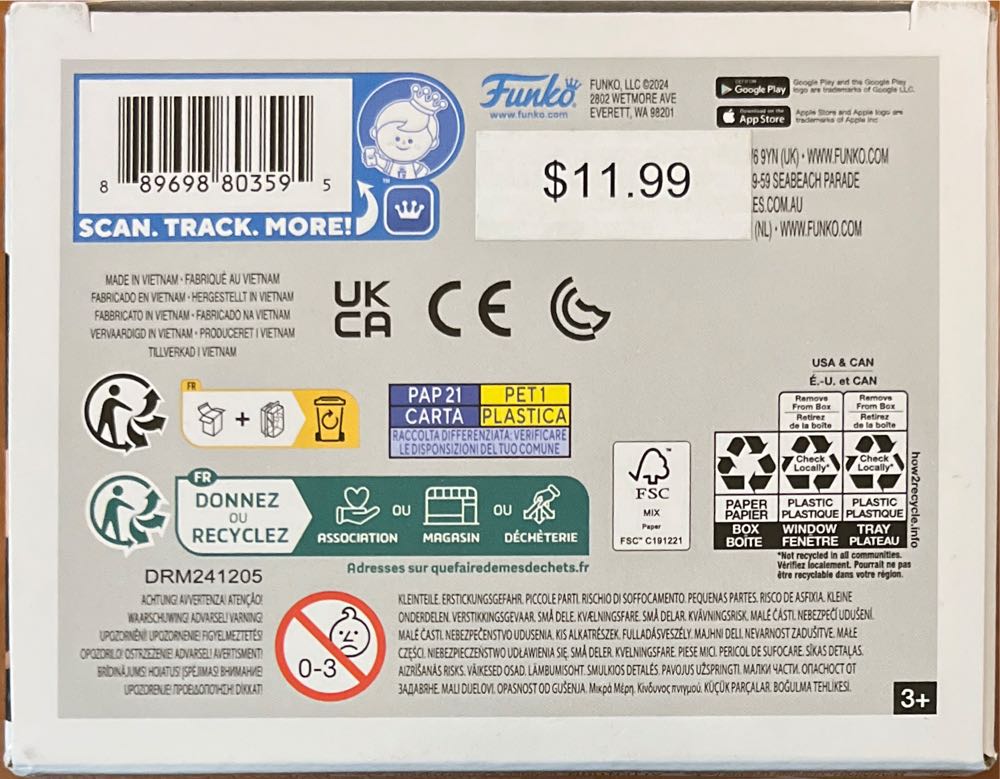 8 89698 80359 5
SCAN. TRACK. MORE!
Funko
www.funko.com
FUNKO, LLC ©2024
2802 WETMORE AVE
EVERETT, WA 98201
GET IT ON
Google Play
Google Play and the Google Play
logo are trademarks of Google LLC.
Download on the
App Store
Apple Store and Apple logo are
trademarks of Apple Inc
$11.99
9YN (UK) • WWW.FUNKO.COM
9-59 SEABEACH PARADE
ES.COM.AU
(NL) • WWW.FUNKO.COM
MADE IN VIETNAM • FABRIQUÉ AU VIETNAM
FABRICADO EN VIETNAM • HERGESTELLT IN VIETNAM
FABBRICATO IN VIETNAM • FABRICADO NA VIETNAM
VERVAARDIGD IN VIETNAM • PRODUCERET I VIETNAM
TILLVERKAD I VIETNAM
UK
CA
CE
FR
+
PAP 21
PET 1
CARTA
PLASTICA
RACCOLTA DIFFERENZIATA: VERIFICARE
LE DISPOSIZIONI DEL TUO COMUNE
FR
DONNEZ
OU
RECYCLEZ
ASSOCIATION
OU
MAGASIN
OU
DÉCHÈTERIE
Adresses sur quefairedemesdechets.fr
FSC
MIX
Paper
FSC™ C191221
USA & CAN
É.-U. et CAN
Remove
From Box
Retirez
de la boîte
Remove
From Box
Retirez
de la boîte
Check
Locally*
Check
Locally*
PAPER
PAPIER
PLASTIC
PLASTIQUE
PLASTIC
PLASTIQUE
BOX
BOÎTE
WINDOW
FENÊTRE
TRAY
PLATEAU
how2recycle.info
*Not recycled in all communities.
Vérifiez localement. Pourrait ne pas
être recyclable dans votre région.
DRM241205
ACHTUNG! AVVERTENZA! ATENÇÃO!
WAARSCHUWING! ADVARSEL! VARNING!
UPOZORNĚNÍ! UPOZORNENIE! FIGYELMEZTETÉS!
OPOZORILO! OSTRZEŻENIE! ADVARSEL! AVERTISMENT!
BRĪDINĀJUMS! HOIATUS! ĮSPĖJIMAS! ВНИМАНИЕ!
UPOZORENJE! ΠΡΟΕΙΔΟΠΟΙΗΣΗ! DİKKAT!
0-3
KLEINTEILE. ERSTICKUNGSGEFAHR. PICCOLE PARTI. RISCHIO DI SOFFOCAMENTO. PEQUENAS PARTES. RISCO DE ASFIXIA. KLEINE
ONDERDELEN. VERSTIKKINGSGEVAAR. SMÅ DELE. KVÆLNINGSFARE. SMÅ DELAR. KVÄVNINGSRISK. MALÉ ČÁSTI. NEBEZPEČÍ UDUŠENÍ.
MALÉ ČASTI. NEBEZPEČENSTVO UDUSENIA. KIS ALKATRÉSZEK. FULLADÁSVESZÉLY. MAJHNI DELI. NEVARNOST ZADUŠITVE. MAŁE
CZĘŚCI. NIEBEZPIECZEŃSTWO UDŁAWIENIA SIĘ. SMÅ DELER. KVELNINGSFARE. PIESE MICI. PERICOL DE SUFOCARE. SĪKAS DETAĻAS.
AIZRĪŠANĀS RISKS. VÄIKESED OSAD. LÄMBUMISOHT. SMULKIOS DETALĖS. PAVOJUS UŽSPRINGTI. МАЛКИ ЧАСТИ. ОПАСНОСТ ОТ
ЗАДАВЯНЕ. MALI DIJELOVI. OPASNOST OD GUŠENJA. Μικρά Μέρη. Κίνδυνος πνιγμού. KÜÇÜK PARÇALAR. BOĞULMA TEHLİKESİ.
3+